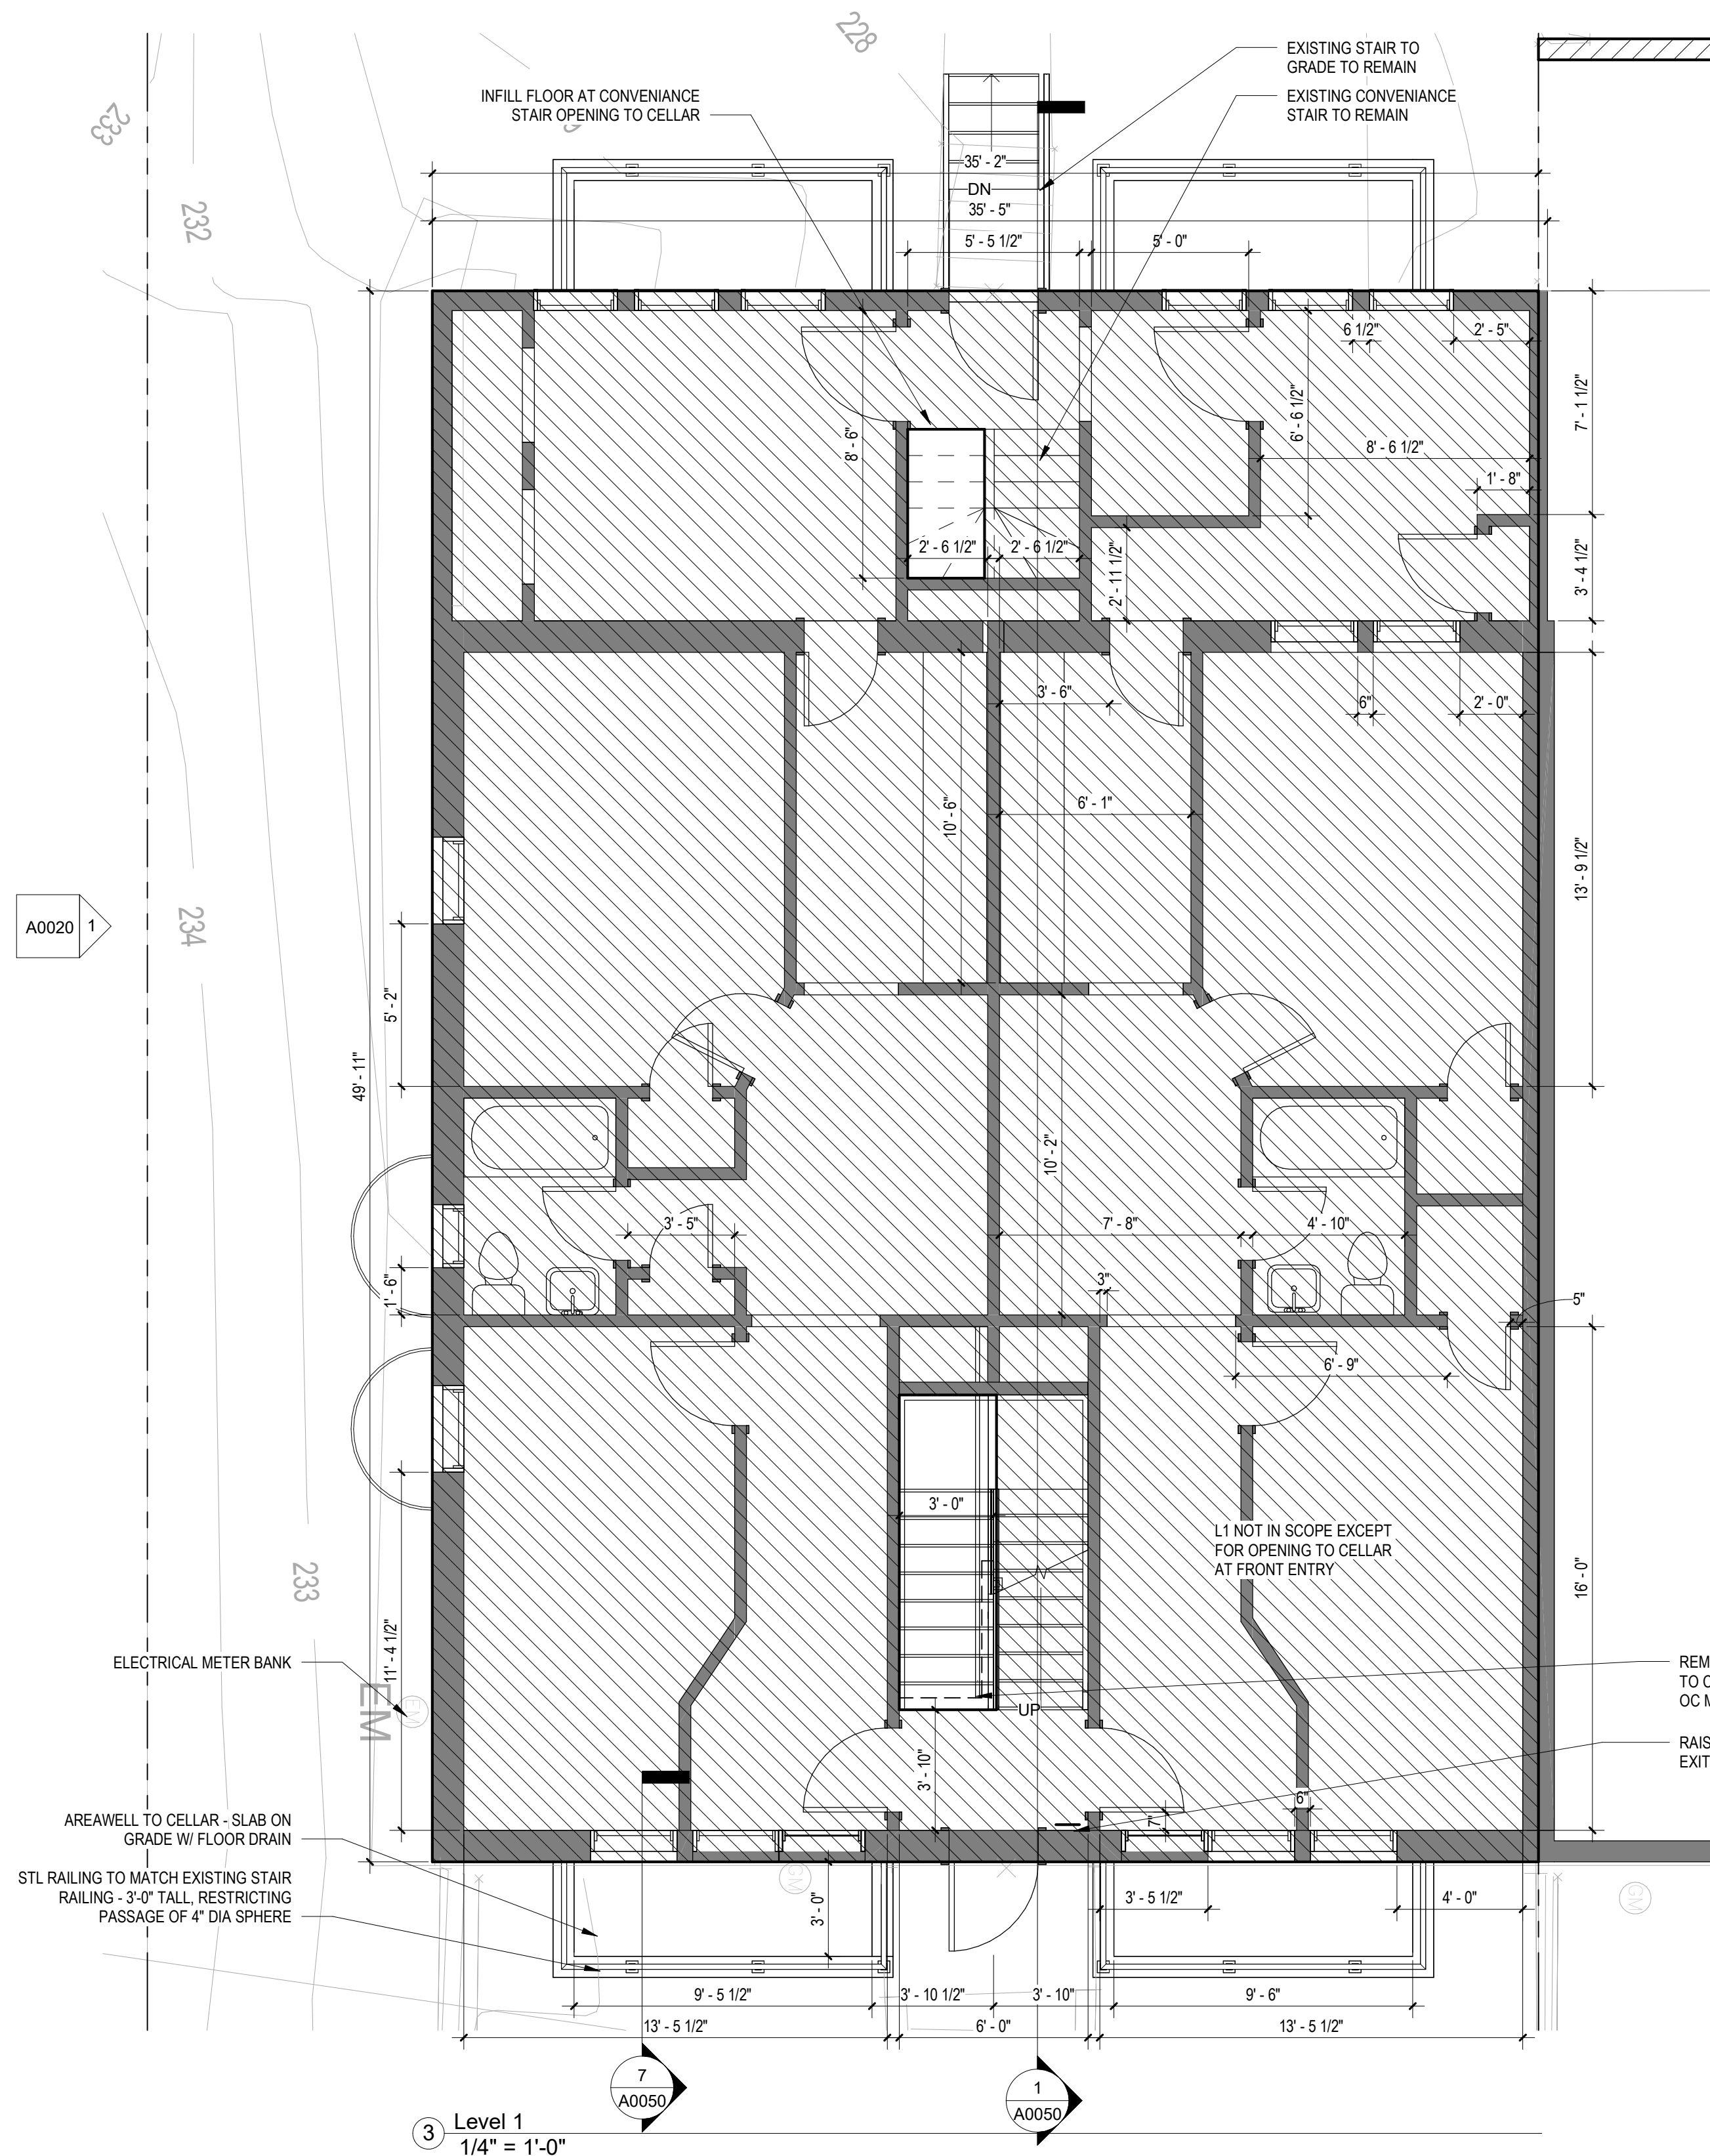 228
EXISTING STAIR TO
GRADE TO REMAIN
INFILL FLOOR AT CONVENIANCE
STAIR OPENING TO CELLAR
EXISTING CONVENIANCE
STAIR TO REMAIN
233
35' - 2"
DN
232
35' - 5"
5' - 5 1/2"
5' - 0"
6 1/2"
2' - 5"
7' - 1 1/2"
6' - 6 1/2"
8' - 6"
8' - 6 1/2"
1' - 8"
2' - 6 1/2"
2' - 6 1/2"
2' - 11 1/2"
3' - 4 1/2"
3' - 6"
6"
2' - 0"
10' - 6"
6' - 1"
13' - 9 1/2"
A0020
1
234
5' - 2"
49' - 11"
10' - 2"
3' - 5"
7' - 8"
4' - 10"
1' - 6"
3"
5"
6' - 9"
3' - 0"
L1 NOT IN SCOPE EXCEPT
FOR OPENING TO CELLAR
AT FRONT ENTRY
233
16' - 0"
11' - 4 1/2"
ELECTRICAL METER BANK
EM
EM
REM
TO C
OC M
UP
RAIS
EXIT
3' - 10"
6"
7"
AREAWELL TO CELLAR - SLAB ON
GRADE W/ FLOOR DRAIN
STL RAILING TO MATCH EXISTING STAIR
RAILING - 3'-0" TALL, RESTRICTING
PASSAGE OF 4" DIA SPHERE
GM
3' - 0"
3' - 5 1/2"
4' - 0"
GM
9' - 5 1/2"
3' - 10 1/2"
3' - 10"
9' - 6"
13' - 5 1/2"
6' - 0"
13' - 5 1/2"
7
A0050
1
A0050
3
Level 1
1/4" = 1'-0"